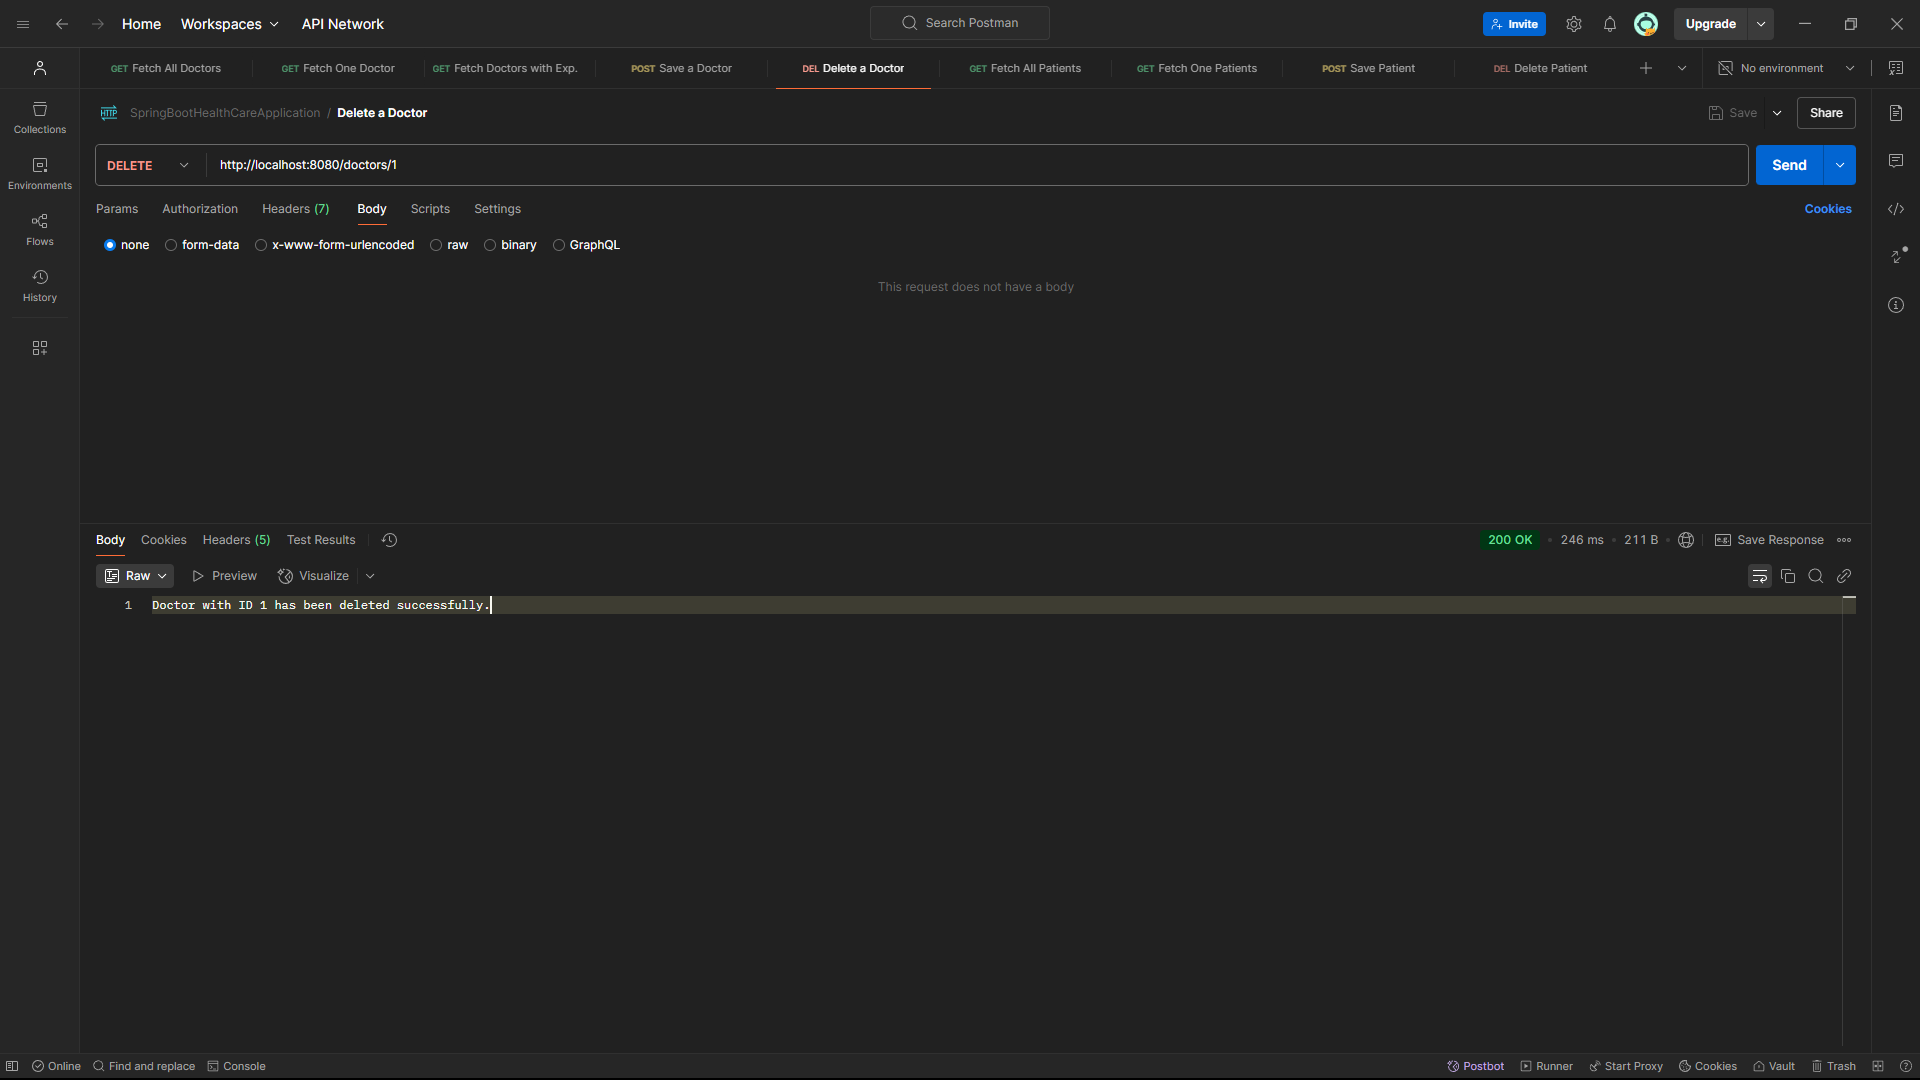 Home Workspaces API Network Search Postman Invite Upgrade
GET Fetch All Doctors GET Fetch One Doctor GET Fetch Doctors with Exp. POST Save a Doctor DEL Delete a Doctor GET Fetch All Patients GET Fetch One Patients POST Save Patient DEL Delete Patient No environment
HTTP SpringBootHealthCareApplication / Delete a Doctor Save Share
Collections
DELETE http://localhost:8080/doctors/1 Send
Environments
Params Authorization Headers (7) Body Scripts Settings Cookies
Flows
none form-data x-www-form-urlencoded raw binary GraphQL
This request does not have a body
History
Body Cookies Headers (5) Test Results 200 OK • 246 ms • 211 B • e.g. Save Response
Raw Preview Visualize
1 Doctor with ID 1 has been deleted successfully.
Online Find and replace Console Postbot Runner Start Proxy Cookies Vault Trash